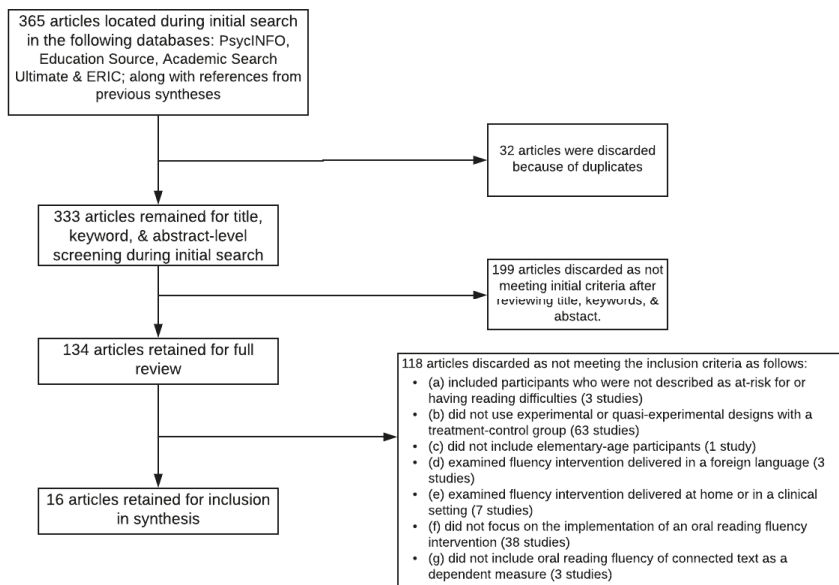 365 articles located during initial search
in the following databases: PsycINFO,
Education Source, Academic Search
Ultimate & ERIC; along with references from
previous syntheses
32 articles were discarded
because of duplicates
333 articles remained for title,
keyword, & abstract-level
screening during initial search
199 articles discarded as not
meeting initial criteria after
reviewing title, keywords, &
abstact.
134 articles retained for full
review
118 articles discarded as not meeting the inclusion criteria as follows:
• (a) included participants who were not described as at-risk for or
having reading difficulties (3 studies)
• (b) did not use experimental or quasi-experimental designs with a
treatment-control group (63 studies)
• (c) did not include elementary-age participants (1 study)
• (d) examined fluency intervention delivered in a foreign language (3
studies)
• (e) examined fluency intervention delivered at home or in a clinical
setting (7 studies)
• (f) did not focus on the implementation of an oral reading fluency
intervention (38 studies)
• (g) did not include oral reading fluency of connected text as a
dependent measure (3 studies)
16 articles retained for inclusion
in synthesis